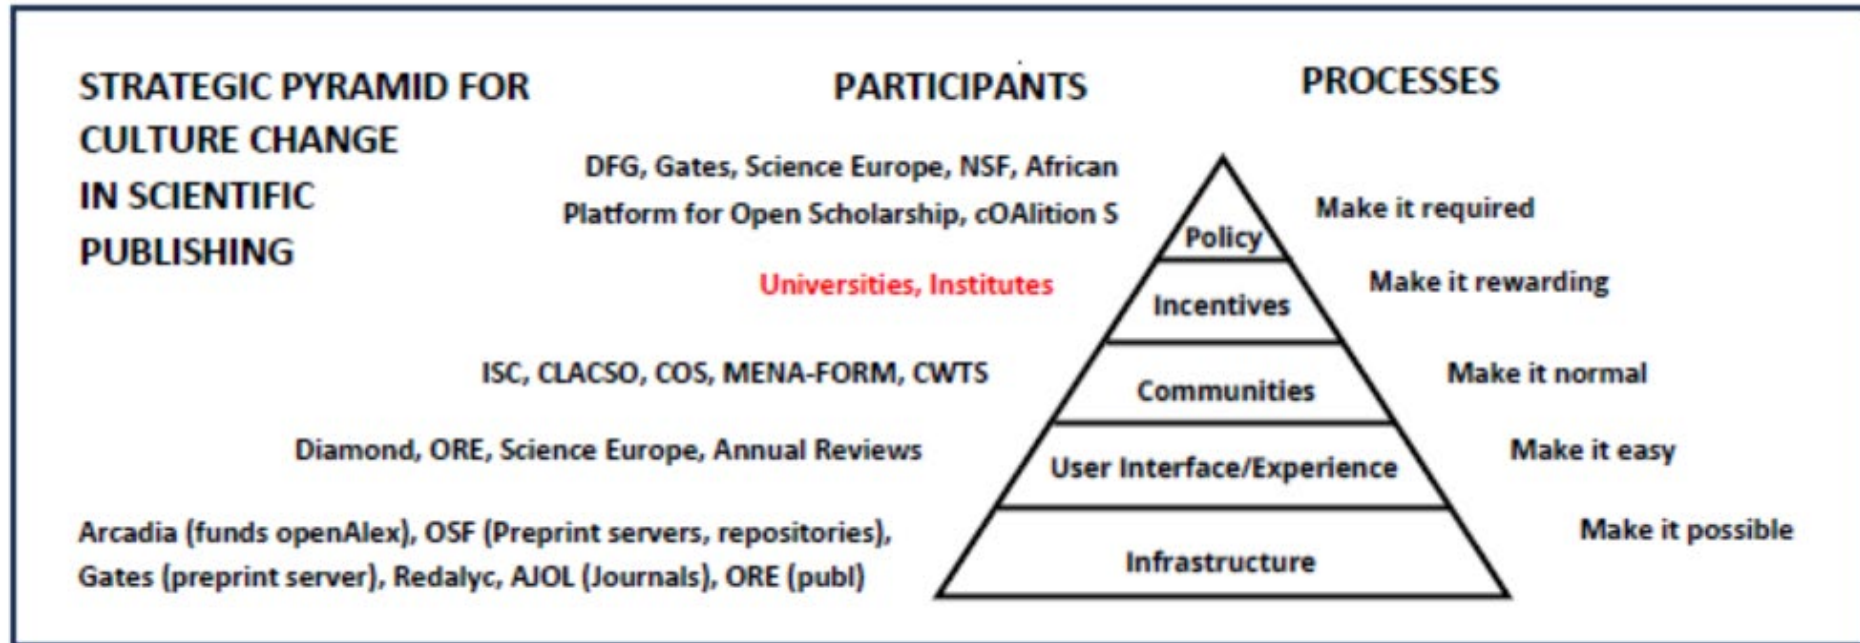 STRATEGIC PYRAMID FOR
CULTURE CHANGE
IN SCIENTIFIC
PUBLISHING
PARTICIPANTS
PROCESSES
DFG, Gates, Science Europe, NSF, African
Platform for Open Scholarship, cOAlition S
Policy
Make it required
Universities, Institutes
Incentives
Make it rewarding
ISC, CLACSO, COS, MENA-FORM, CWTS
Communities
Make it normal
Diamond, ORE, Science Europe, Annual Reviews
User Interface/Experience
Make it easy
Arcadia (funds openAlex), OSF (Preprint servers, repositories),
Gates (preprint server), Redalyc, AJOL (Journals), ORE (publ)
Infrastructure
Make it possible